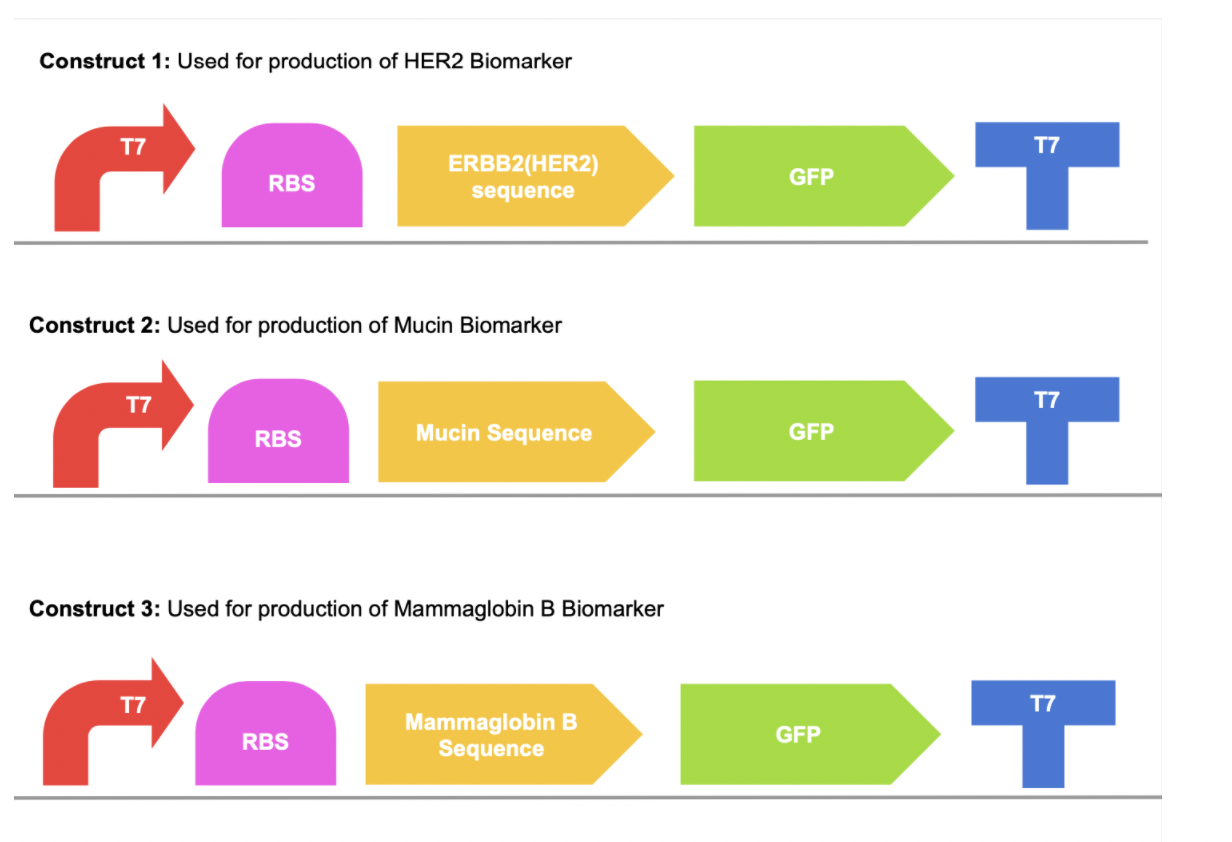 Construct 1: Used for production of HER2 Biomarker
T7
RBS
ERBB2(HER2)
sequence
GFP
T7
Construct 2: Used for production of Mucin Biomarker
T7
RBS
Mucin Sequence
GFP
T7
Construct 3: Used for production of Mammaglobin B Biomarker
T7
RBS
Mammaglobin B
Sequence
GFP
T7